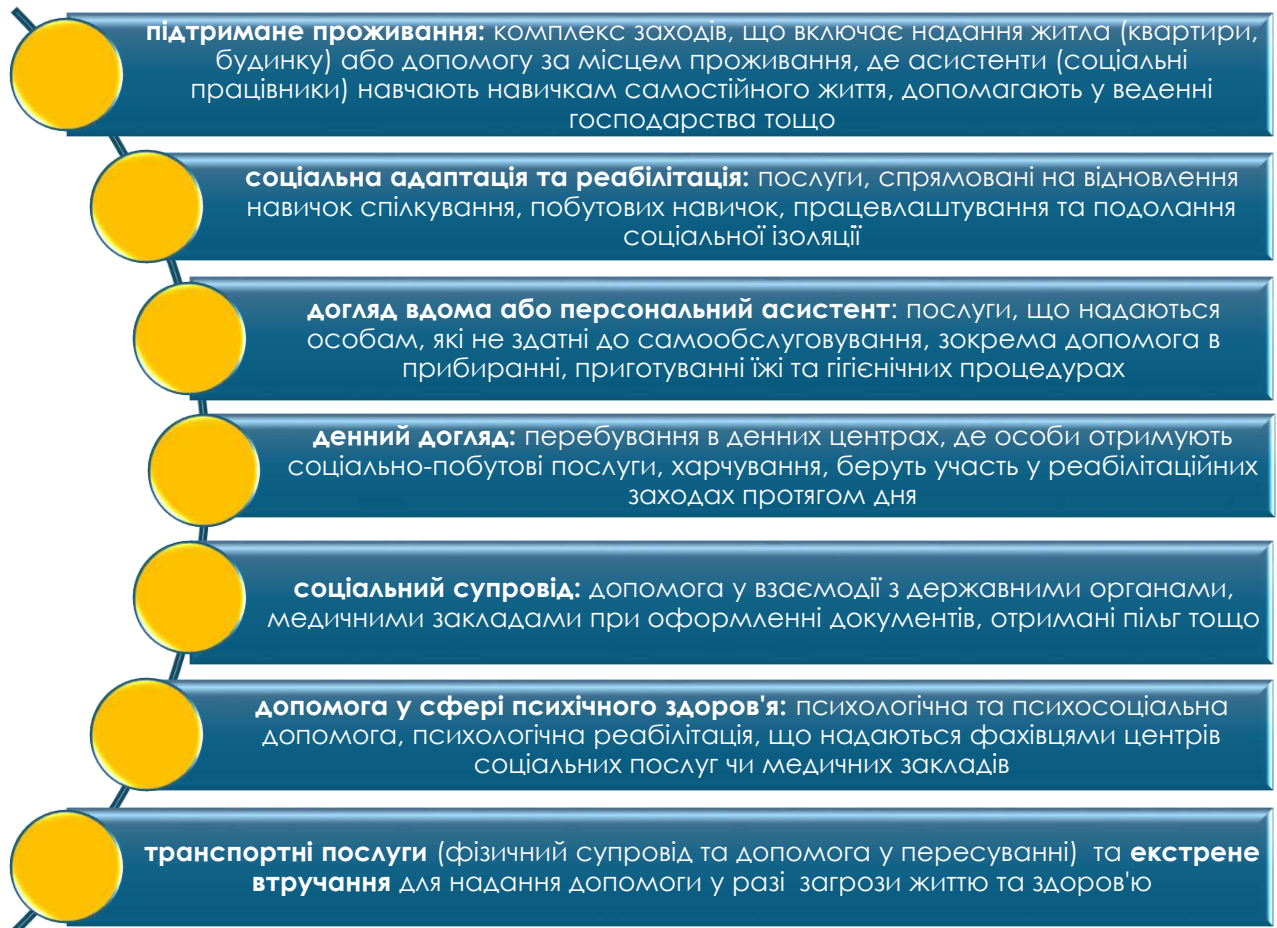 підтримане проживання: комплекс заходів, що включає надання житла (квартири,
будинку) або допомогу за місцем проживання, де асистенти (соціальні
працівники) навчають навичкам самостійного життя, допомагають у веденні
господарства тощо
соціальна адаптація та реабілітація: послуги, спрямовані на відновлення
навичок спілкування, побутових навичок, працевлаштування та подолання
соціальної ізоляції
догляд вдома або персональний асистент: послуги, що надаються
особам, які не здатні до самообслуговування, зокрема допомога в
прибиранні, приготуванні їжі та гігієнічних процедурах
денний догляд: перебування в денних центрах, де особи отримують
соціально-побутові послуги, харчування, беруть участь у реабілітаційних
заходах протягом дня
соціальний супровід: допомога у взаємодії з державними органами,
медичними закладами при оформленні документів, отримані пільг тощо
допомога у сфері психічного здоров'я: психологічна та психосоціальна
допомога, психологічна реабілітація, що надаються фахівцями центрів
соціальних послуг чи медичних закладів
транспортні послуги (фізичний супровід та допомога у пересуванні) та екстрене
втручання для надання допомоги у разі загрози життю та здоров'ю